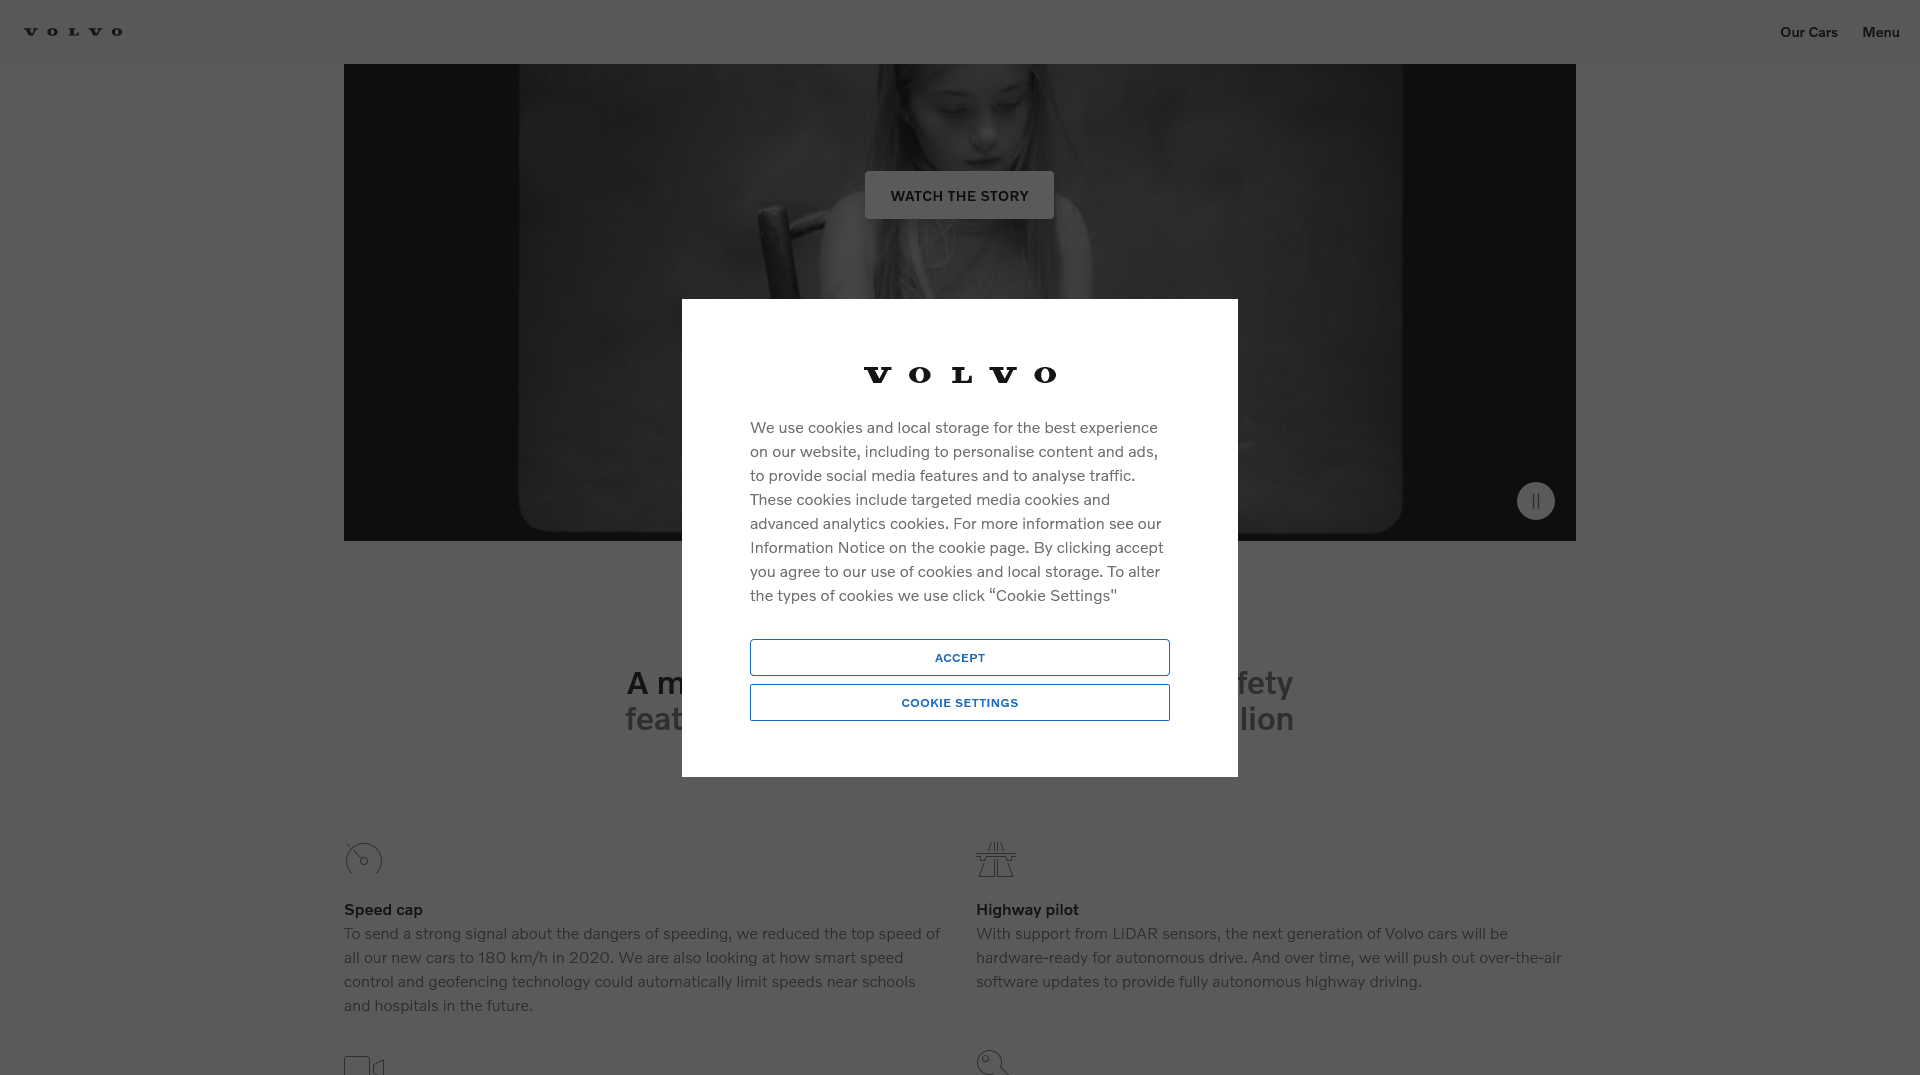 VOLVO
Our Cars
Menu
WATCH THE STORY
VOLVO
We use cookies and local storage for the best experience
on our website, including to personalise content and ads,
to provide social media features and to analyse traffic.
These cookies include targeted media cookies and
advanced analytics cookies. For more information see our
Information Notice on the cookie page. By clicking accept
you agree to our use of cookies and local storage. To alter
the types of cookies we use click “Cookie Settings"
ACCEPT
COOKIE SETTINGS
A
Speed cap
To send a strong signal about the dangers of speeding, we reduced the top speed of
all our new cars to 180 km/h in 2020. We are also looking at how smart speed
control and geofencing technology could automatically limit speeds near schools
and hospitals in the future.
Highway pilot
With support from LiDAR sensors, the next generation of Volvo cars will be
hardware-ready for autonomous drive. And over time, we will push out over-the-air
software updates to provide fully autonomous highway driving.